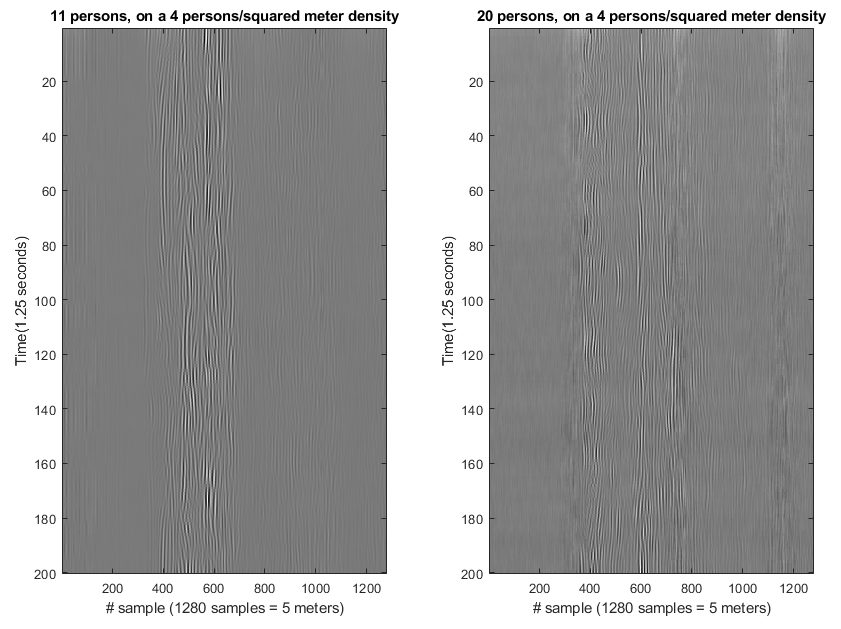 11 persons, on a 4 persons/squared meter density
20
40
60
80
100
120
140
160
180
200
Time(1.25 seconds)
200 400 600 800 1000 1200
# sample (1280 samples = 5 meters)
20 persons, on a 4 persons/squared meter density
20
40
60
80
100
120
140
160
180
200
Time(1.25 seconds)
200 400 600 800 1000 1200
# sample (1280 samples = 5 meters)